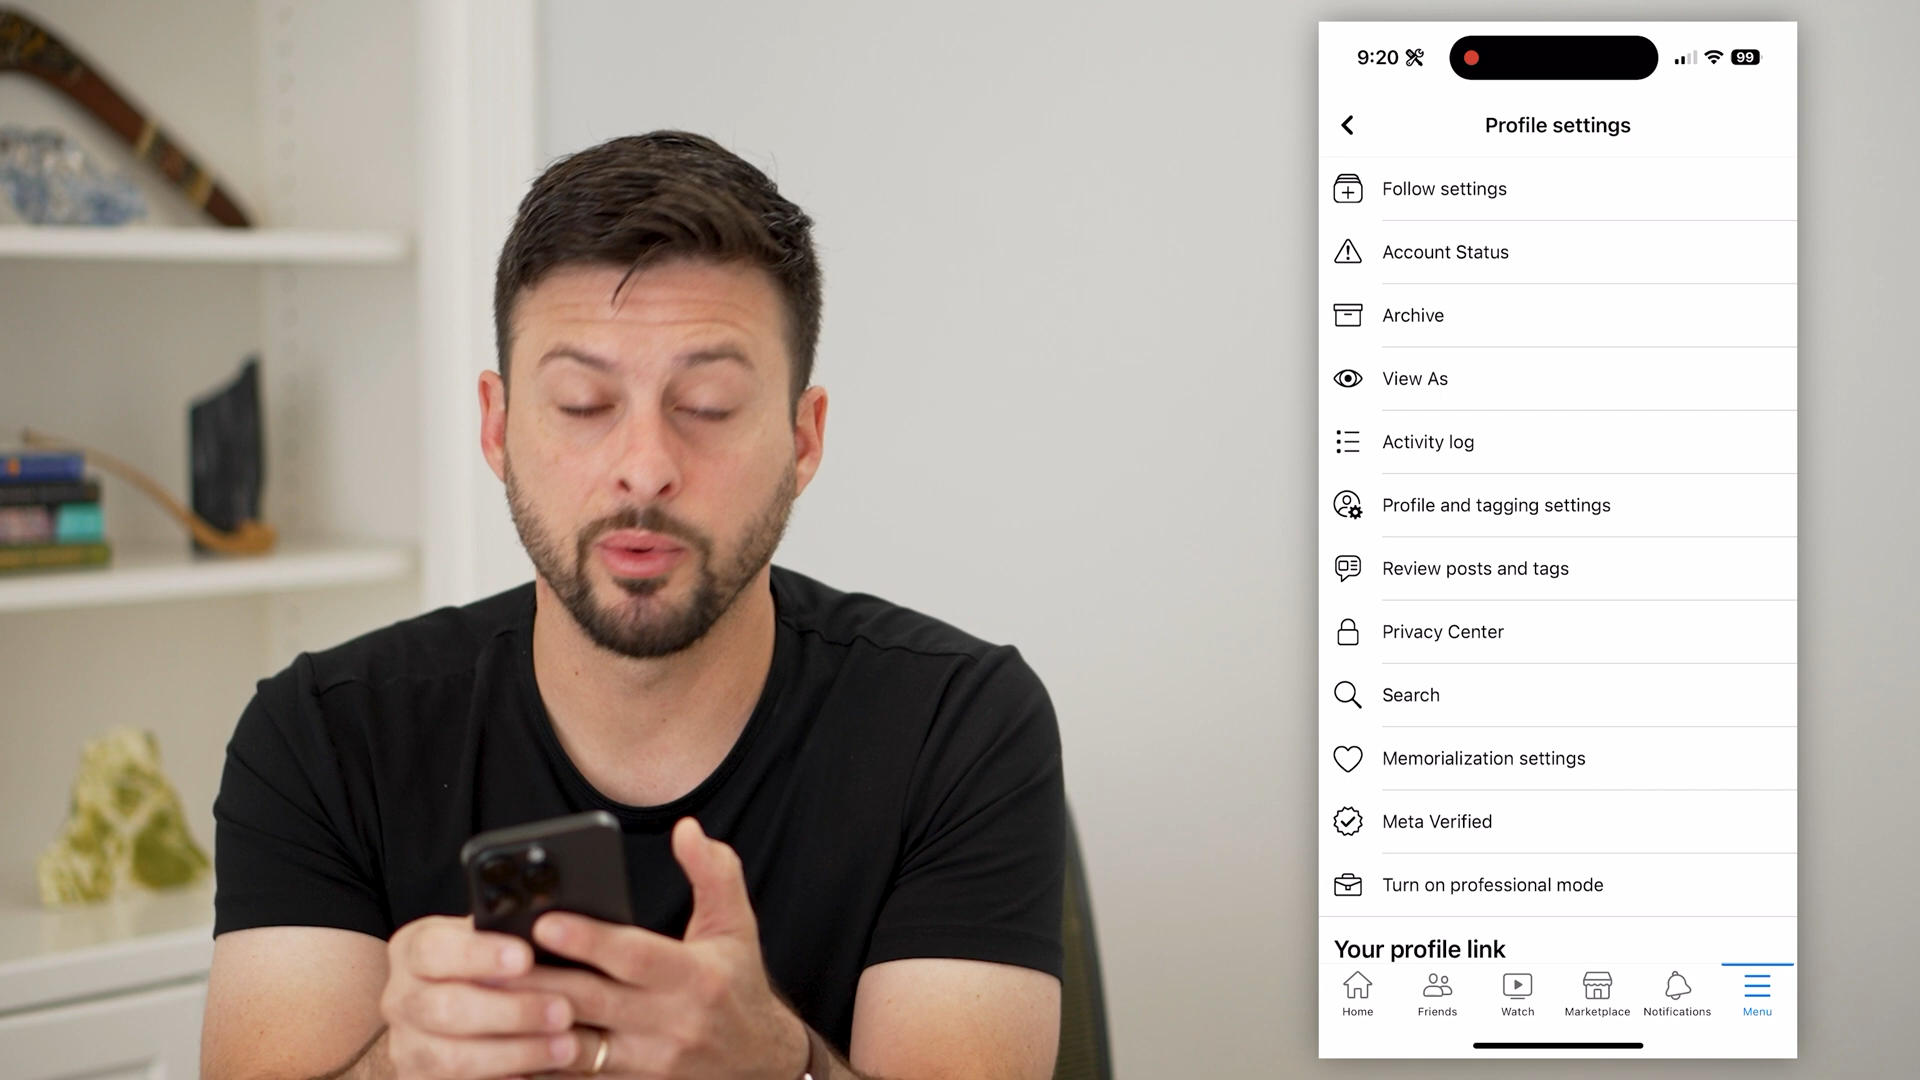 9:20
99
Profile settings
Follow settings
Account Status
Archive
View As
Activity log
Profile and tagging settings
Review posts and tags
Privacy Center
Search
Memorialization settings
Meta Verified
Turn on professional mode
Your profile link
Home
Friends
Watch
Marketplace
Notifications
Menu